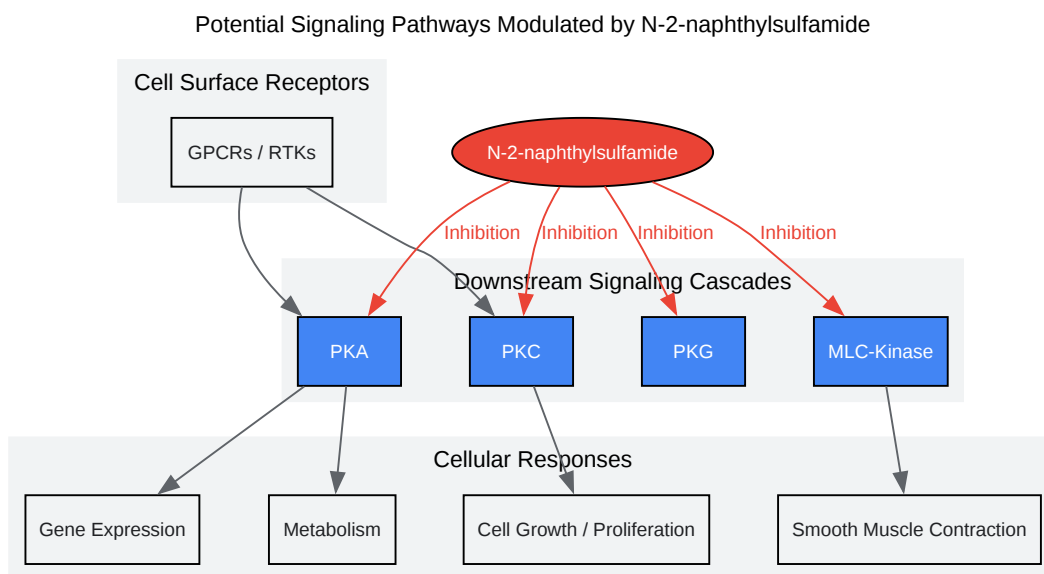 Potential Signaling Pathways Modulated by N-2-naphthylsulfamide
Cell Surface Receptors
GPCRs / RTKs
N-2-naphthylsulfamide
Inhibition
Inhibition
Inhibition
Inhibition
Downstream Signaling Cascades
PKA
PKC
PKG
MLC-Kinase
Cellular Responses
Gene Expression
Metabolism
Cell Growth / Proliferation
Smooth Muscle Contraction